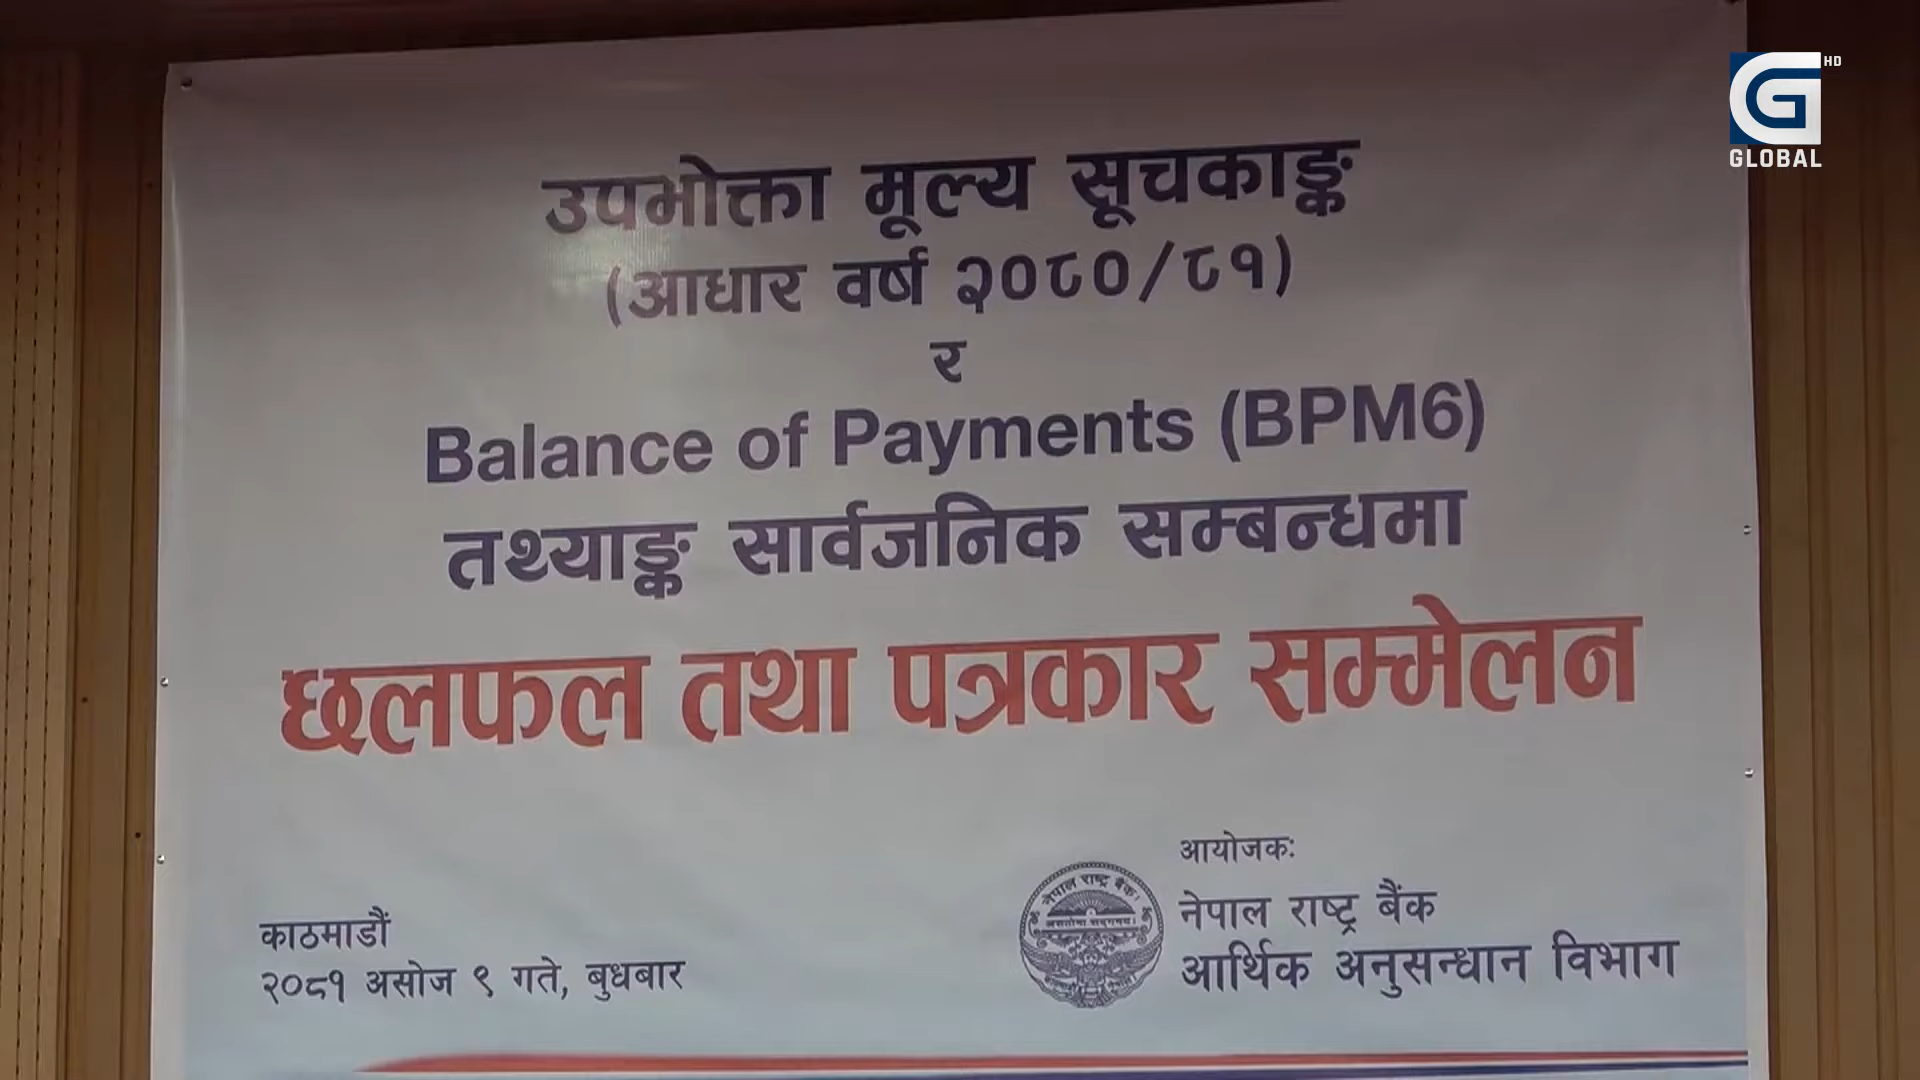 उपभोक्ता मूल्य सूचकाङ्क
(आधार वर्ष २०८०/८१)
र
Balance of Payments (BPM6)
तथ्याङ्क सार्वजनिक सम्बन्धमा
छलफल तथा पत्रकार सम्मेलन
काठमाडौं
२०८१ असोज ९ गते, बुधबार
आयोजकः
नेपाल राष्ट्र बैंक
आर्थिक अनुसन्धान विभाग
नेपाल राष्ट्र बैंक
HD
GLOBAL